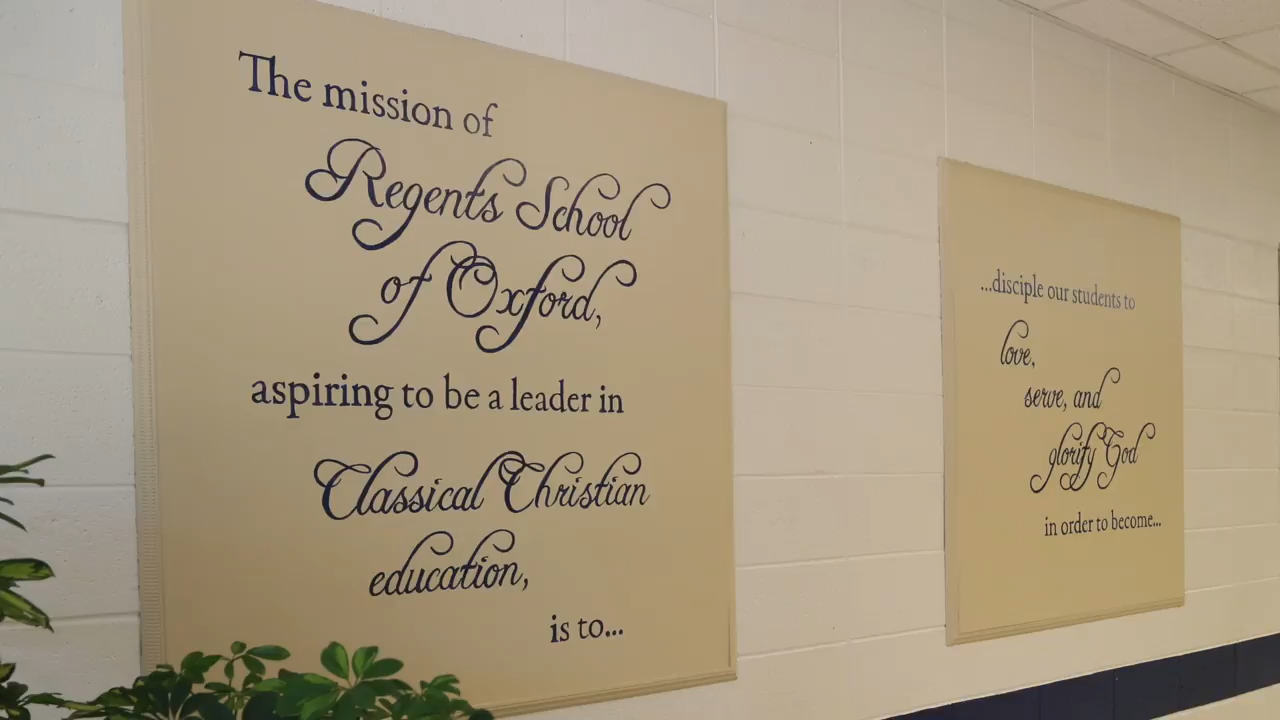 The mission of
Regents School
of Oxford,
aspiring to be a leader in
Classical Christian
education,
is to...
...disciple our students to
love,
serve, and
glorify God
in order to become...